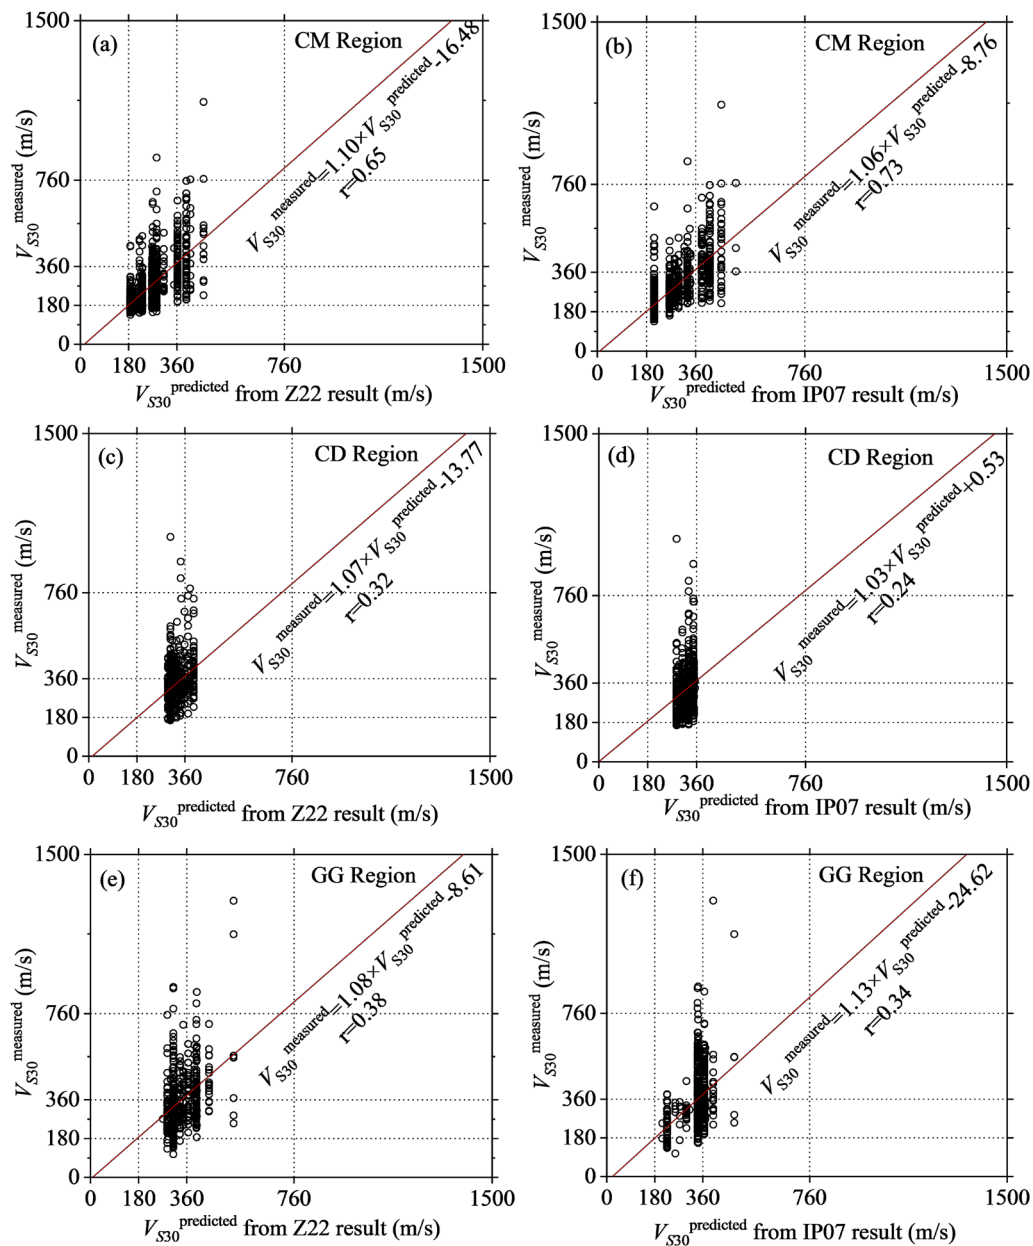 1500
(a)
CM Region
V_S30^measured=1.10×V_S30^predicted-16.48
r=0.65
V_S30^measured (m/s)
760
360
180
0
0 180 360 760 1500
V_S30^predicted from Z22 result (m/s)
1500
(b)
CM Region
V_S30^measured=1.06×V_S30^predicted-8.76
r=0.73
V_S30^measured (m/s)
760
360
180
0
0 180 360 760 1500
V_S30^predicted from IP07 result (m/s)
1500
(c)
CD Region
V_S30^measured=1.07×V_S30^predicted-13.77
r=0.32
V_S30^measured (m/s)
760
360
180
0
0 180 360 760 1500
V_S30^predicted from Z22 result (m/s)
1500
(d)
CD Region
V_S30^measured=1.03×V_S30^predicted+0.53
r=0.24
V_S30^measured (m/s)
760
360
180
0
0 180 360 760 1500
V_S30^predicted from IP07 result (m/s)
1500
(e)
GG Region
V_S30^measured=1.08×V_S30^predicted-8.61
r=0.38
V_S30^measured (m/s)
760
360
180
0
0 180 360 760 1500
V_S30^predicted from Z22 result (m/s)
1500
(f)
GG Region
V_S30^measured=1.13×V_S30^predicted-24.62
r=0.34
V_S30^measured (m/s)
760
360
180
0
0 180 360 760 1500
V_S30^predicted from IP07 result (m/s)